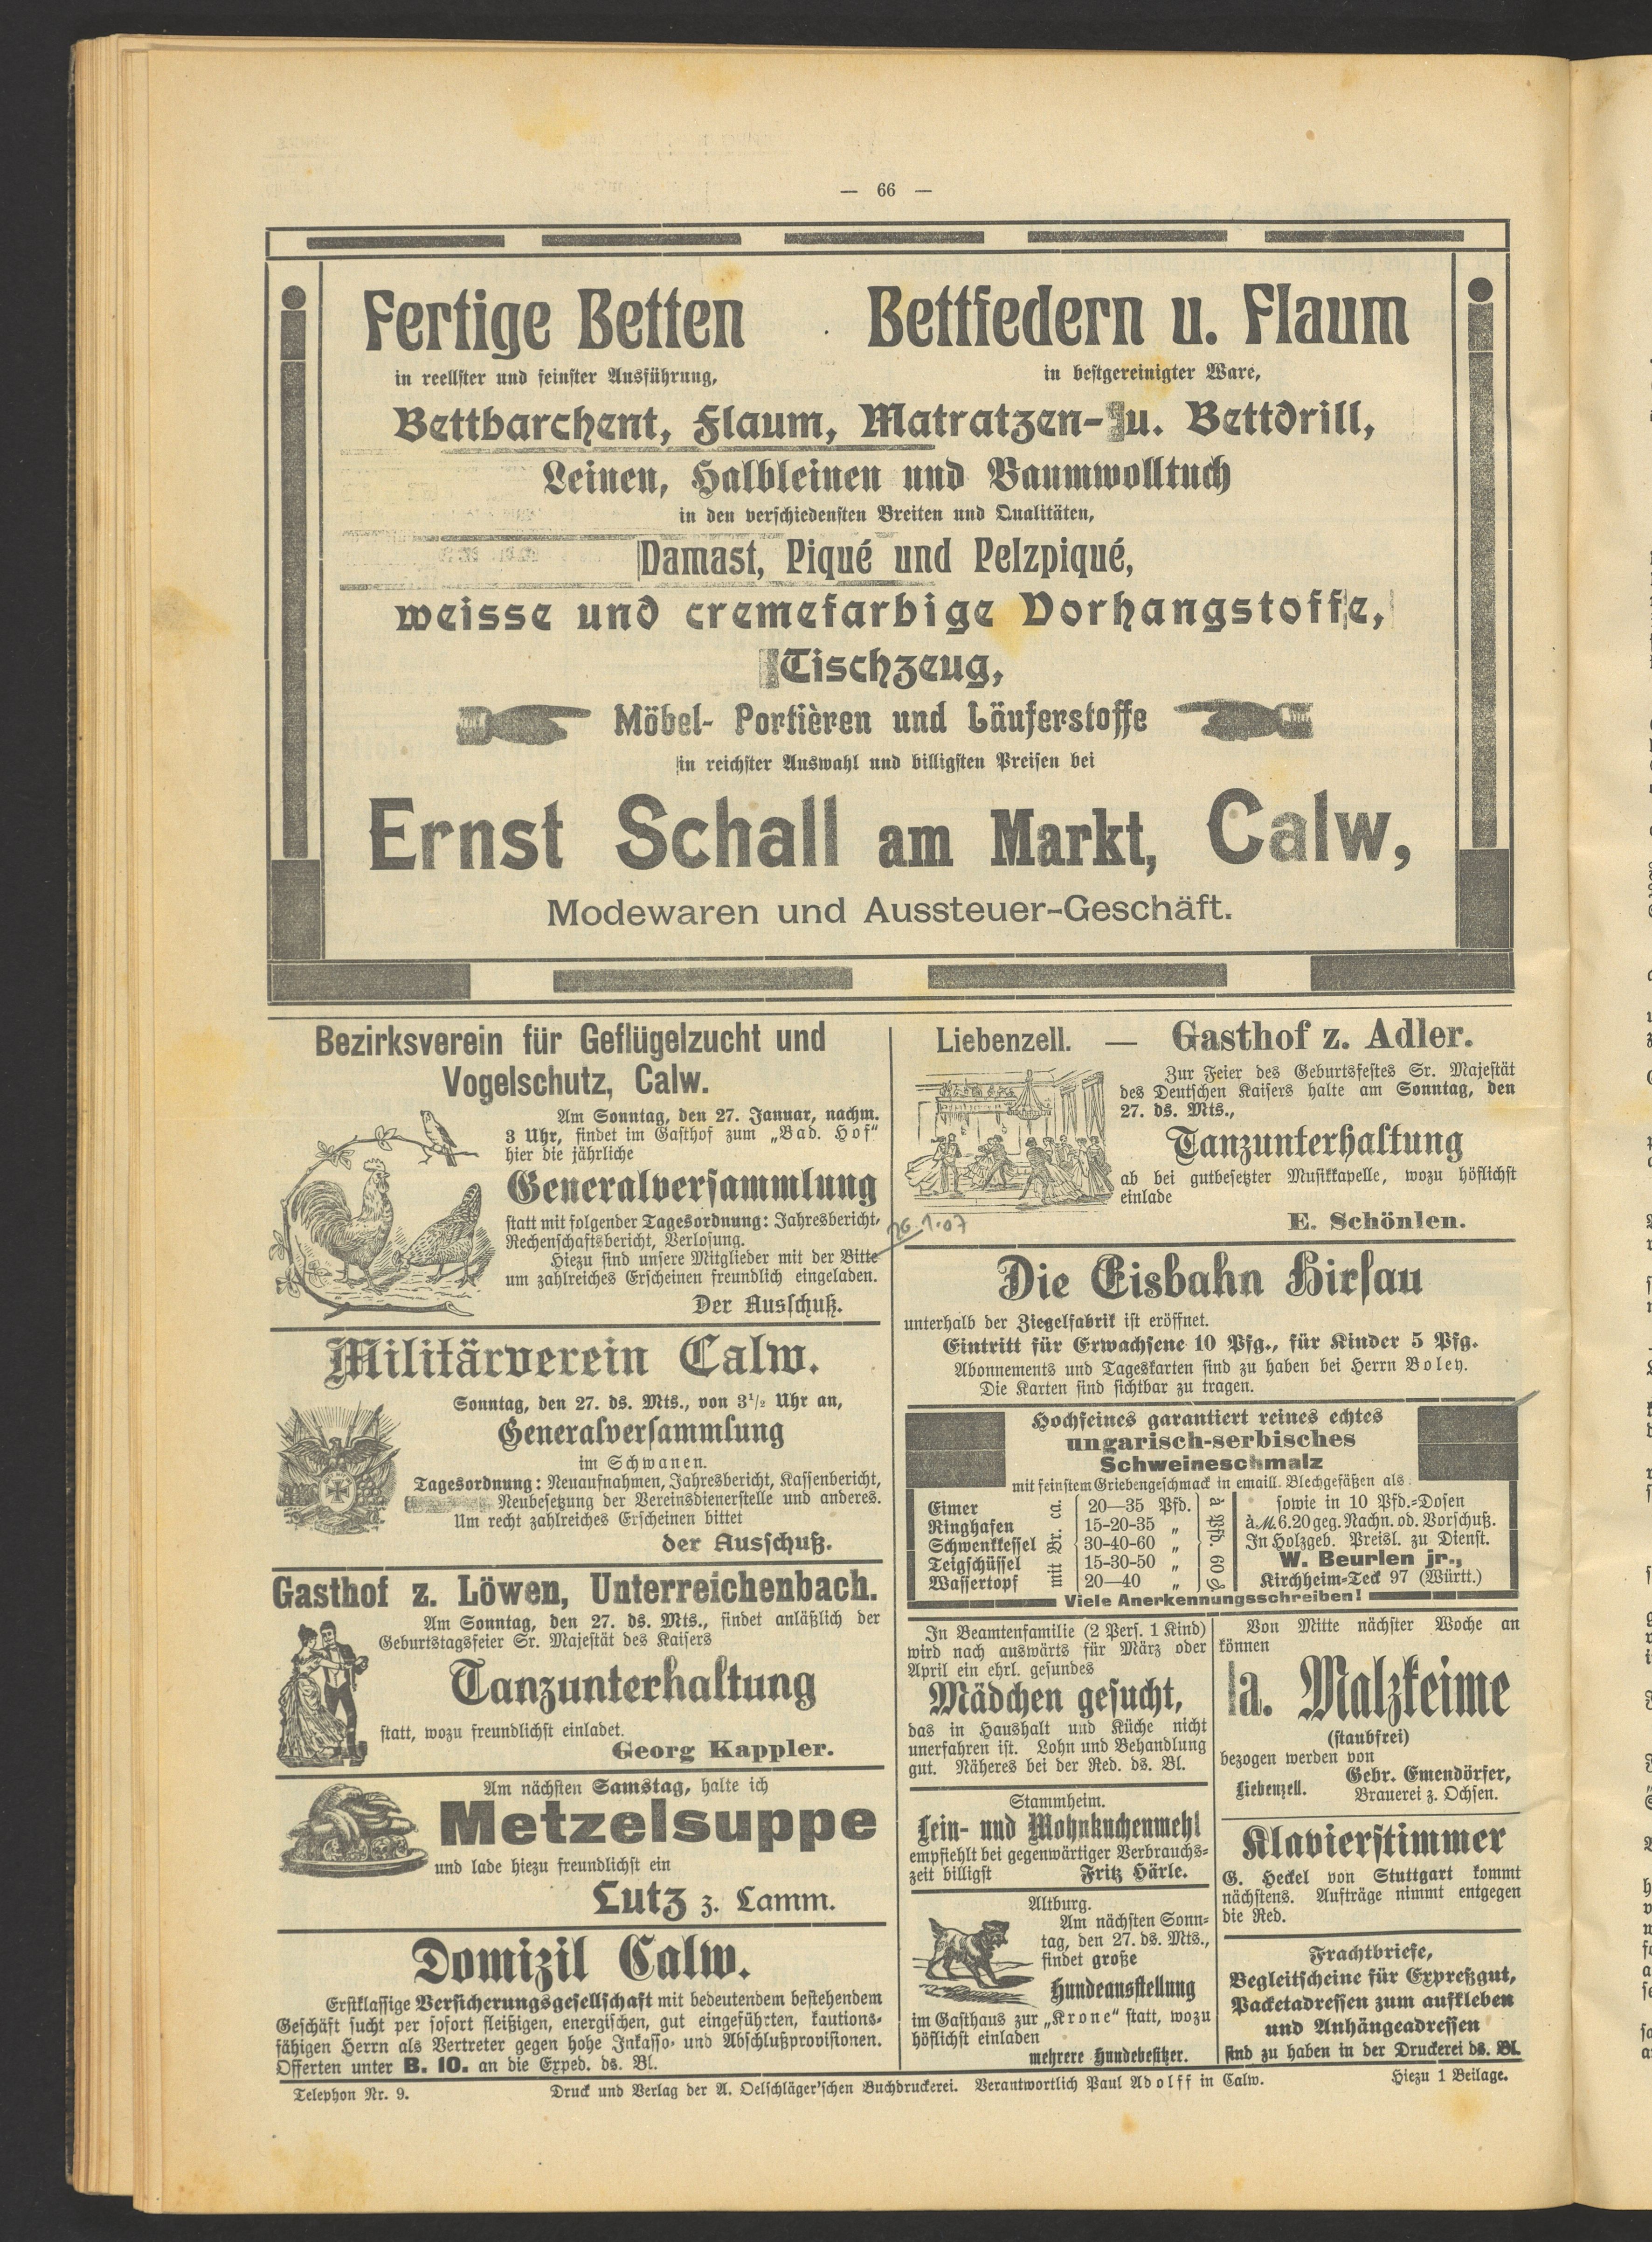 — 66 —
Fertige Betten
in reellster und feinster Ausführung,
Bettfedern u. Flaum
in bestgereinigter Ware,
Bettbarchent, Flaum, Matratzen- u. Bettdrill,
Leinen, Halbleinen und Baumwolltuch
in den verschiedensten Breiten und Qualitäten,
Damast, Piqué und Pelzpiqué,
weisse und cremefarbige Vorhangstoffe,
Tischzeug,
Möbel- Portièren und Läuferstoffe
in reichster Auswahl und billigsten Preisen bei
Ernst Schall am Markt, Calw,
Modewaren und Aussteuer-Geschäft.
Bezirksverein für Geflügelzucht und
Vogelschutz, Calw.
Am Sonntag, den 27. Januar, nachm.
3 Uhr, findet im Gasthof zum „Bad. Hof“
hier die jährliche
Generalversammlung
statt mit folgender Tagesordnung: Jahresbericht,
Rechenschaftsbericht, Verlosung.
Hiezu sind unsere Mitglieder mit der Bitte
um zahlreiches Erscheinen freundlich eingeladen.
Der Ausschuß.
Militärverein Calw.
Sonntag, den 27. ds. Mts., von 3½ Uhr an,
Generalversammlung
im Schwanen.
Tagesordnung: Neuaufnahmen, Jahresbericht, Kassenbericht,
Neubesetzung der Vereinsdienerstelle und anderes.
Um recht zahlreiches Erscheinen bittet
der Ausschuß.
Gasthof z. Löwen, Unterreichenbach.
Am Sonntag, den 27. ds. Mts., findet anläßlich der
Geburtstagsfeier Sr. Majestät des Kaisers
Tanzunterhaltung
statt, wozu freundlichst einladet.
Georg Kappler.
Am nächsten Samstag, halte ich
Metzelsuppe
und lade hiezu freundlichst ein
Lutz z. Lamm.
Domizil Calw.
Erstklassige Versicherungsgesellschaft mit bedeutendem bestehendem
Geschäft sucht per sofort fleißigen, energischen, gut eingeführten, kautions-
fähigen Herrn als Vertreter gegen hohe Inkasso- und Abschlußprovisionen.
Offerten unter B. 10. an die Exped. ds. Bl.
Liebenzell. — Gasthof z. Adler.
Zur Feier des Geburtsfestes Sr. Majestät
des Deutschen Kaisers halte am Sonntag, den
27. ds. Mts.,
Tanzunterhaltung
ab bei gutbesetzter Musikkapelle, wozu höflichst
einlade
E. Schönlen.
26.1.07
Die Eisbahn Hirsau
unterhalb der Ziegelfabrik ist eröffnet.
Eintritt für Erwachsene 10 Pfg., für Kinder 5 Pfg.
Abonnements und Tageskarten sind zu haben bei Herrn Boley.
Die Karten sind sichtbar zu tragen.
Hochfeines garantiert reines echtes
ungarisch-serbisches
Schweineschmalz
mit feinstem Griebengeschmack in emaill. Blechgefäßen als:
Eimer
Ringhafen
Schwenkkessel
Teigschüssel
Wassertopf
mit Br. ca.
20—35 Pfd.
15-20-35 „
30-40-60 „
15-30-50 „
20—40 „
a Pfd. 60 ₰
sowie in 10 Pfd.-Dosen
à M. 6.20 geg. Nachn. od. Vorschuß.
In Holzgeb. Preisl. zu Dienst.
W. Beurlen jr.,
Kirchheim-Teck 97 (Württ.)
Viele Anerkennungsschreiben!
In Beamtenfamilie (2 Pers. 1 Kind)
wird nach auswärts für März oder
April ein ehrl. gesundes
Mädchen gesucht,
das in Haushalt und Küche nicht
unerfahren ist. Lohn und Behandlung
gut. Näheres bei der Red. ds. Bl.
Stammheim.
Lein- und Mohnkuchenmehl
empfiehlt bei gegenwärtiger Verbrauchs-
zeit billigst Fritz Härle.
Altburg.
Am nächsten Sonn-
tag, den 27. ds. Mts.,
findet große
Hundeausstellung
im Gasthaus zur „Krone“ statt, wozu
höflichst einladen
mehrere Hundebesitzer.
Von Mitte nächster Woche an
können
Ia. Malzkeime
(staubfrei)
bezogen werden von
Gebr. Emendörfer,
Liebenzell. Brauerei z. Ochsen.
Klavierstimmer
G. Heckel von Stuttgart kommt
nächstens. Aufträge nimmt entgegen
die Red.
Frachtbriefe,
Begleitscheine für Expreßgut,
Packetadressen zum aufkleben
und Anhängeadressen
sind zu haben in der Druckerei ds. Bl.
Telephon Nr. 9. Druck und Verlag der A. Oelschläger'schen Buchdruckerei. Verantwortlich Paul Adolff in Calw. Hiezu 1 Beilage.